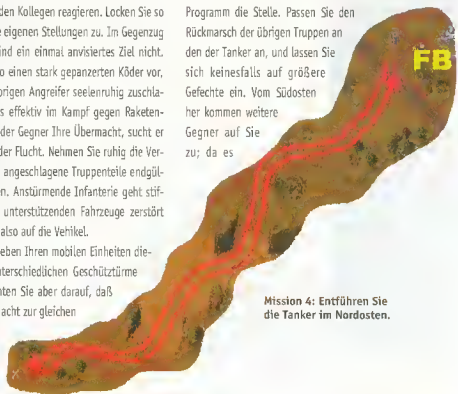 den Kollegen reagieren. Locken Sie so
eigenen Stellungen zu. Im Gegenzug
ind ein einmal anvisiertes Ziel nicht.
o einen stark gepanzerten Köder vor,
brigen Angreifer seelenruhig zuschla-
s effektiv im Kampf gegen Raketen-
der Gegner Ihre Übermacht, sucht er
der Flucht. Nehmen Sie ruhig die Ver-
angeschlagene Truppenteile endgül-
en. Anstürmende Infanterie geht stif-
unterstützenden Fahrzeuge zerstört
also auf die Vehikel.
eben Ihren mobilen Einheiten die-
terschiedlichen Geschütztürme
ten Sie aber darauf, daß
acht zur gleichen
Programm die Stelle. Passen Sie den
Rückmarsch der übrigen Truppen an
den der Tanker an, und lassen Sie
sich keinesfalls auf größere
Gefechte ein. Vom Südosten
her kommen weitere
Gegner auf Sie
zu; da es
FB
Mission 4: Entführen Sie
die Tanker im Nordosten.
X